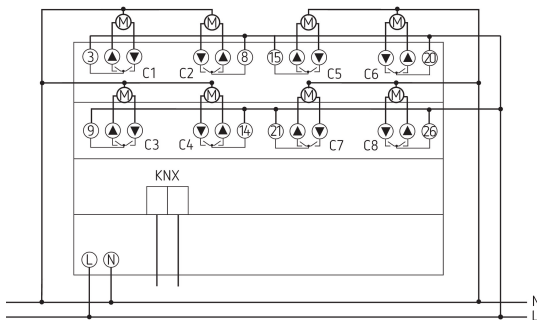 M M M M
3 8 15 20
C1 C2 C5 C6
M M M M
9 14 21 26
C3 C4 C7 C8
KNX
L N
N
L